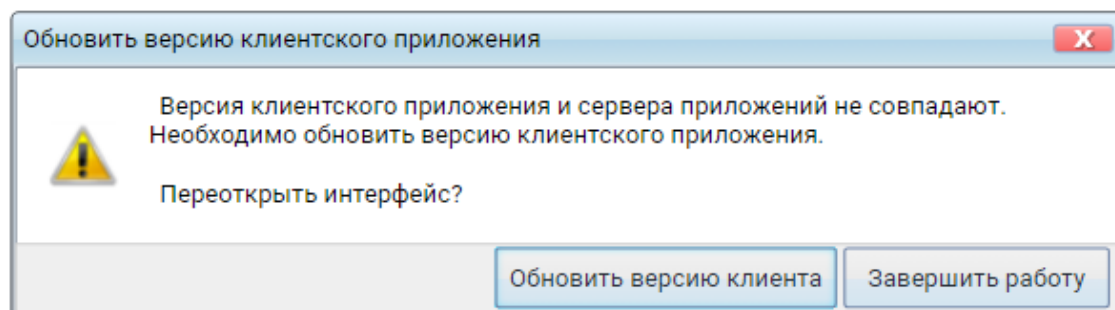 Обновить версию клиентского приложения
X
Версия клиентского приложения и сервера приложений не совпадают.
Необходимо обновить версию клиентского приложения.
Переоткрыть интерфейс?
Обновить версию клиента
Завершить работу